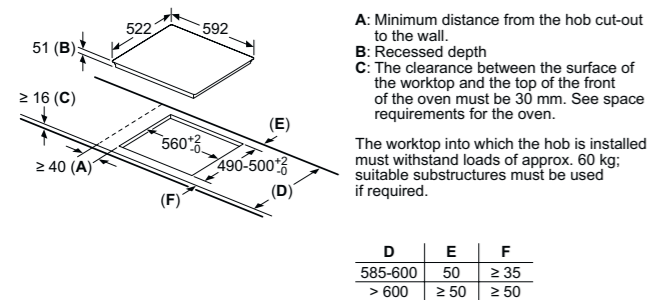 522
592
51 (B)
≥ 16 (C)
(E)
560+2-0
490-500+2-0
≥ 40 (A)
(D)
(F)
A: Minimum distance from the hob cut-out
to the wall.
B: Recessed depth
C: The clearance between the surface of
the worktop and the top of the front
of the oven must be 30 mm. See space
requirements for the oven.
The worktop into which the hob is installed
must withstand loads of approx. 60 kg;
suitable substructures must be used
if required.
D E F
585-600 50 ≥ 35
> 600 ≥ 50 ≥ 50